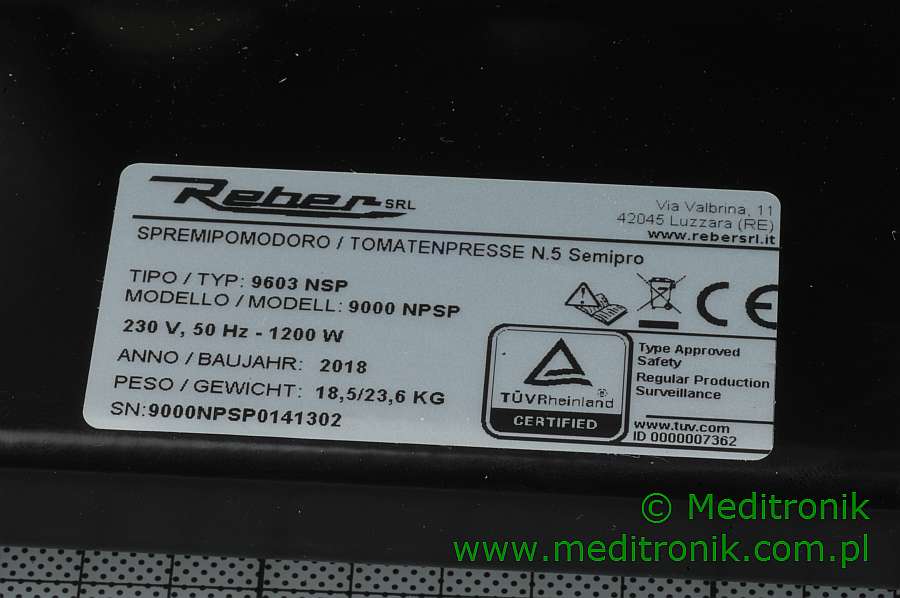 Reber SRL
Via Valbrina, 11
42045 Luzzara (RE)
www.rebersrl.it
SPREMIPOMODORO / TOMATENPRESSE N.5 Semipro
TIPO / TYP: 9603 NSP
MODELLO / MODELL: 9000 NPSP
230 V, 50 Hz - 1200 W
ANNO / BAUJAHR: 2018
PESO / GEWICHT: 18,5/23,6 KG
SN:9000NPSP0141302
CE
TÜVRheinland®
CERTIFIED
Type Approved
Safety
Regular Production
Surveillance
www.tuv.com
ID 0000007362
© Meditronik
www.meditronik.com.pl